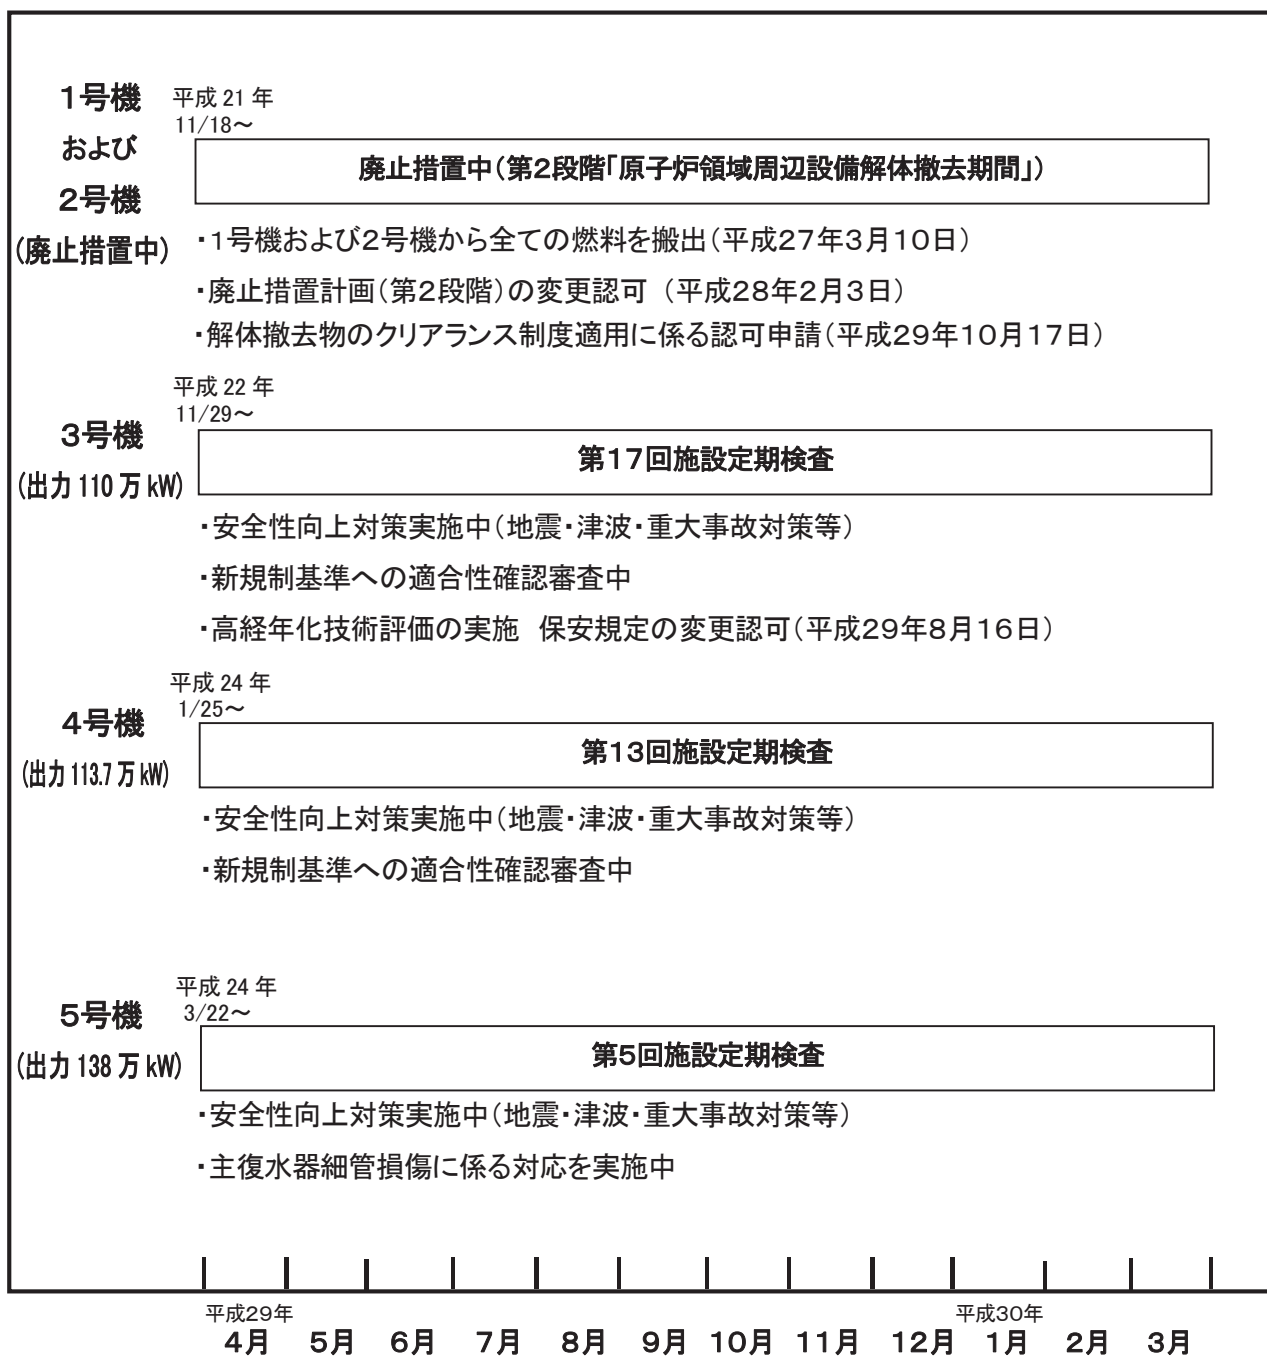 1号機
および
2号機
(廃止措置中)
平成 21 年
11/18～
廃止措置中(第2段階「原子炉領域周辺設備解体撤去期間」)
・1号機および2号機から全ての燃料を搬出(平成27年3月10日)
・廃止措置計画(第2段階)の変更認可 (平成28年2月3日)
・解体撤去物のクリアランス制度適用に係る認可申請(平成29年10月17日)
3号機
(出力 110 万 kW)
平成 22 年
11/29～
第17回施設定期検査
・安全性向上対策実施中(地震・津波・重大事故対策等)
・新規制基準への適合性確認審査中
・高経年化技術評価の実施 保安規定の変更認可(平成29年8月16日)
4号機
(出力 113.7 万 kW)
平成 24 年
1/25～
第13回施設定期検査
・安全性向上対策実施中(地震・津波・重大事故対策等)
・新規制基準への適合性確認審査中
5号機
(出力 138 万 kW)
平成 24 年
3/22～
第5回施設定期検査
・安全性向上対策実施中(地震・津波・重大事故対策等)
・主復水器細管損傷に係る対応を実施中
平成29年 平成30年
4月 5月 6月 7月 8月 9月 10月 11月 12月 1月 2月 3月